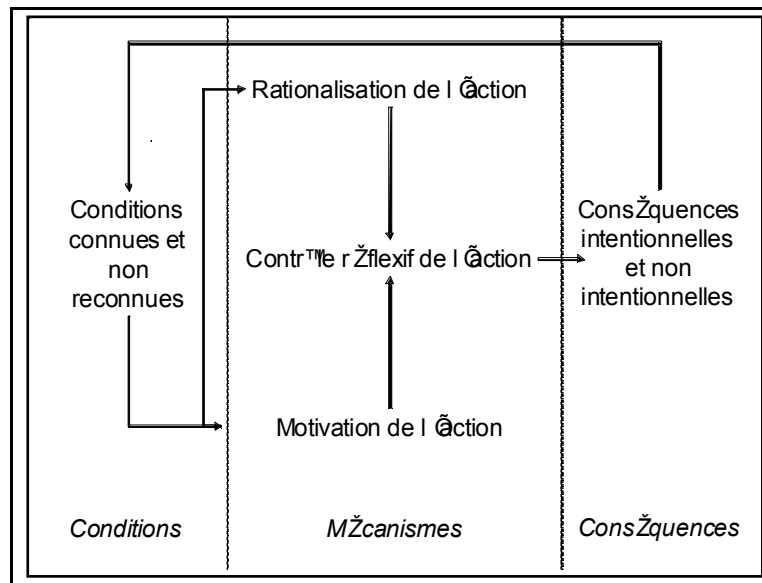 Rationalisation de l Õaction
Conditions
connues et
non
reconnues
Contr™le rŽflexif de l Õaction
ConsŽquences
intentionnelles
et non
intentionnelles
Motivation de l Õaction
Conditions
MŽcanismes
ConsŽquences